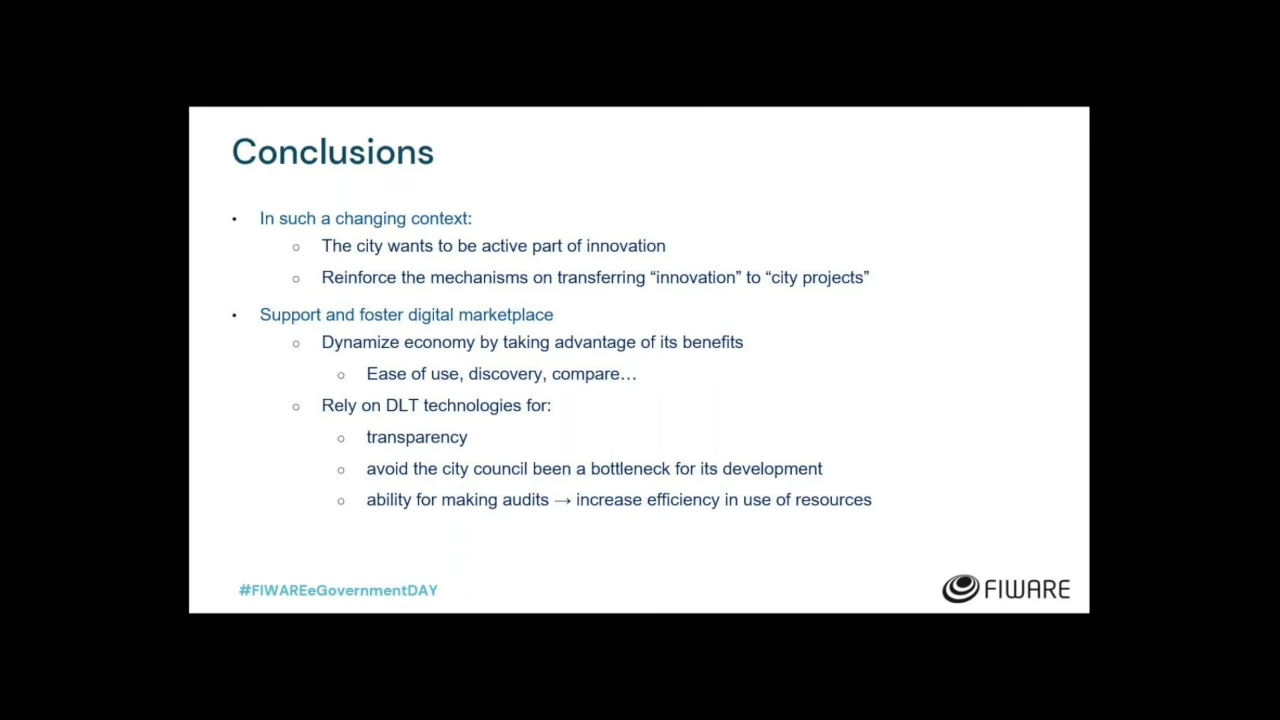 Conclusions
• In such a changing context:
○ The city wants to be active part of innovation
○ Reinforce the mechanisms on transferring “innovation” to “city projects”
• Support and foster digital marketplace
○ Dynamize economy by taking advantage of its benefits
○ Ease of use, discovery, compare…
○ Rely on DLT technologies for:
○ transparency
○ avoid the city council been a bottleneck for its development
○ ability for making audits → increase efficiency in use of resources
#FIWAREeGovernmentDAY
FIWARE